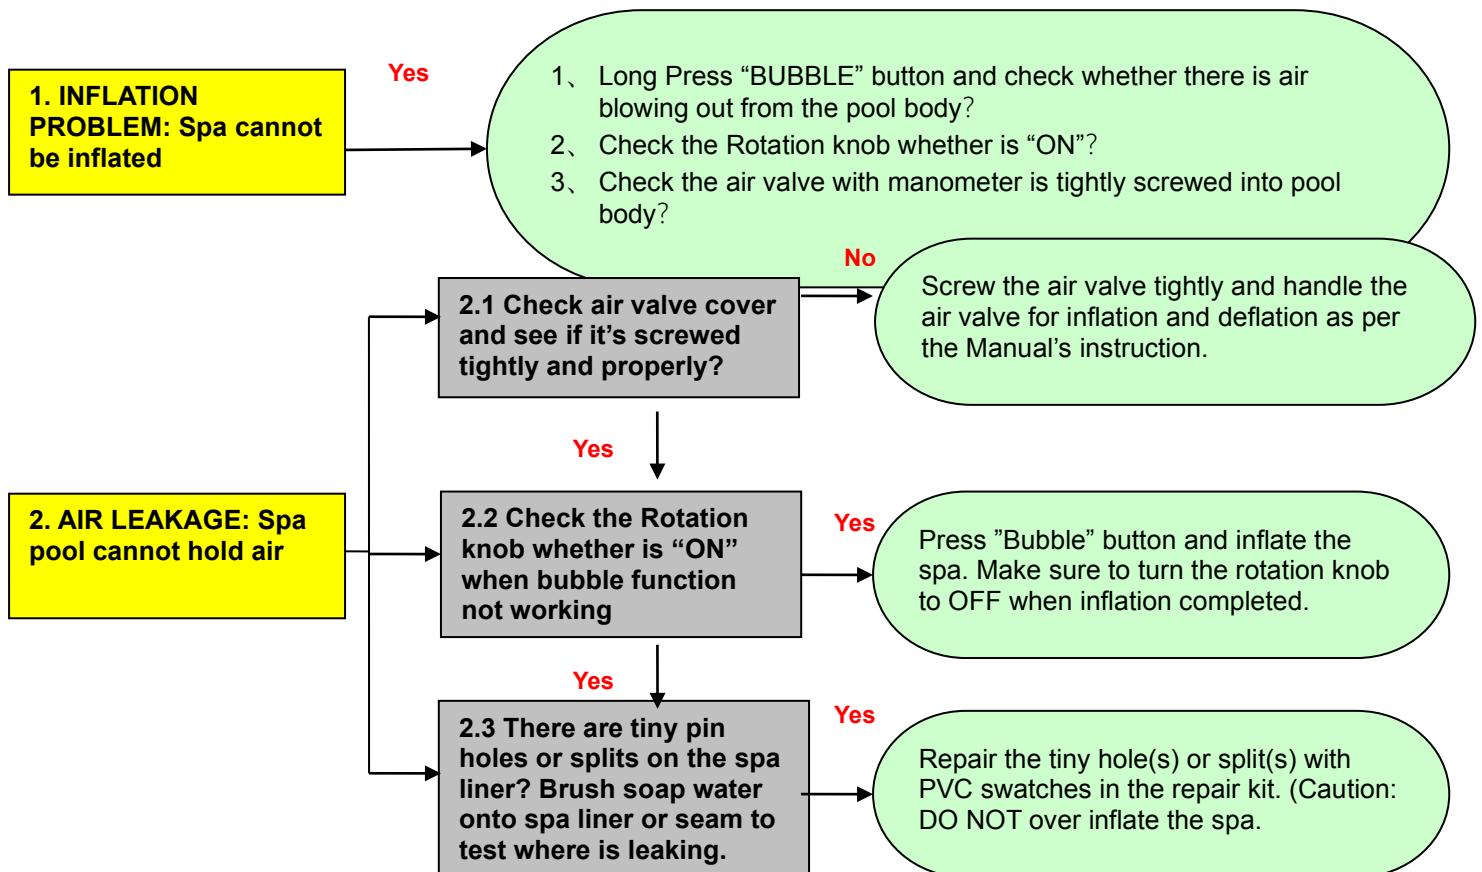 1. INFLATION
PROBLEM: Spa cannot
be inflated
Yes
1、 Long Press “BUBBLE” button and check whether there is air
blowing out from the pool body？
2、 Check the Rotation knob whether is “ON”？
3、 Check the air valve with manometer is tightly screwed into pool
body？
2. AIR LEAKAGE: Spa
pool cannot hold air
2.1 Check air valve cover
and see if it’s screwed
tightly and properly?
No
Screw the air valve tightly and handle the
air valve for inflation and deflation as per
the Manual’s instruction.
Yes
2.2 Check the Rotation
knob whether is “ON”
when bubble function
not working
Yes
Press ”Bubble” button and inflate the
spa. Make sure to turn the rotation knob
to OFF when inflation completed.
Yes
2.3 There are tiny pin
holes or splits on the spa
liner? Brush soap water
onto spa liner or seam to
test where is leaking.
Yes
Repair the tiny hole(s) or split(s) with
PVC swatches in the repair kit. (Caution:
DO NOT over inflate the spa.